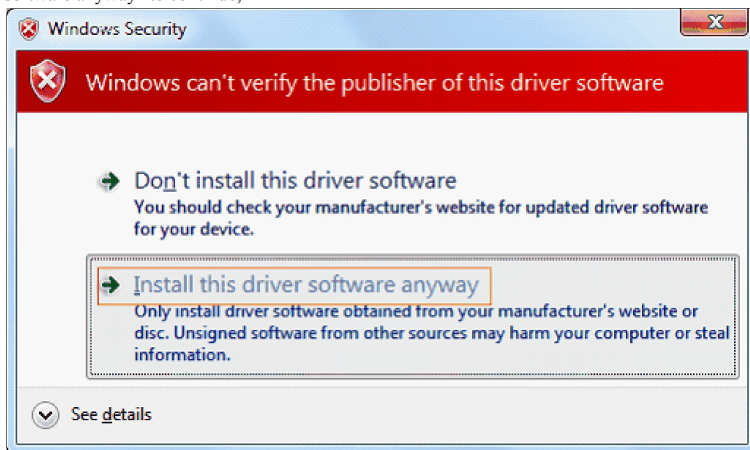 Windows Security
Windows can't verify the publisher of this driver software
Don't install this driver software
You should check your manufacturer's website for updated driver software
for your device.
Install this driver software anyway
Only install driver software obtained from your manufacturer's website or
disc. Unsigned software from other sources may harm your computer or steal
information.
See details